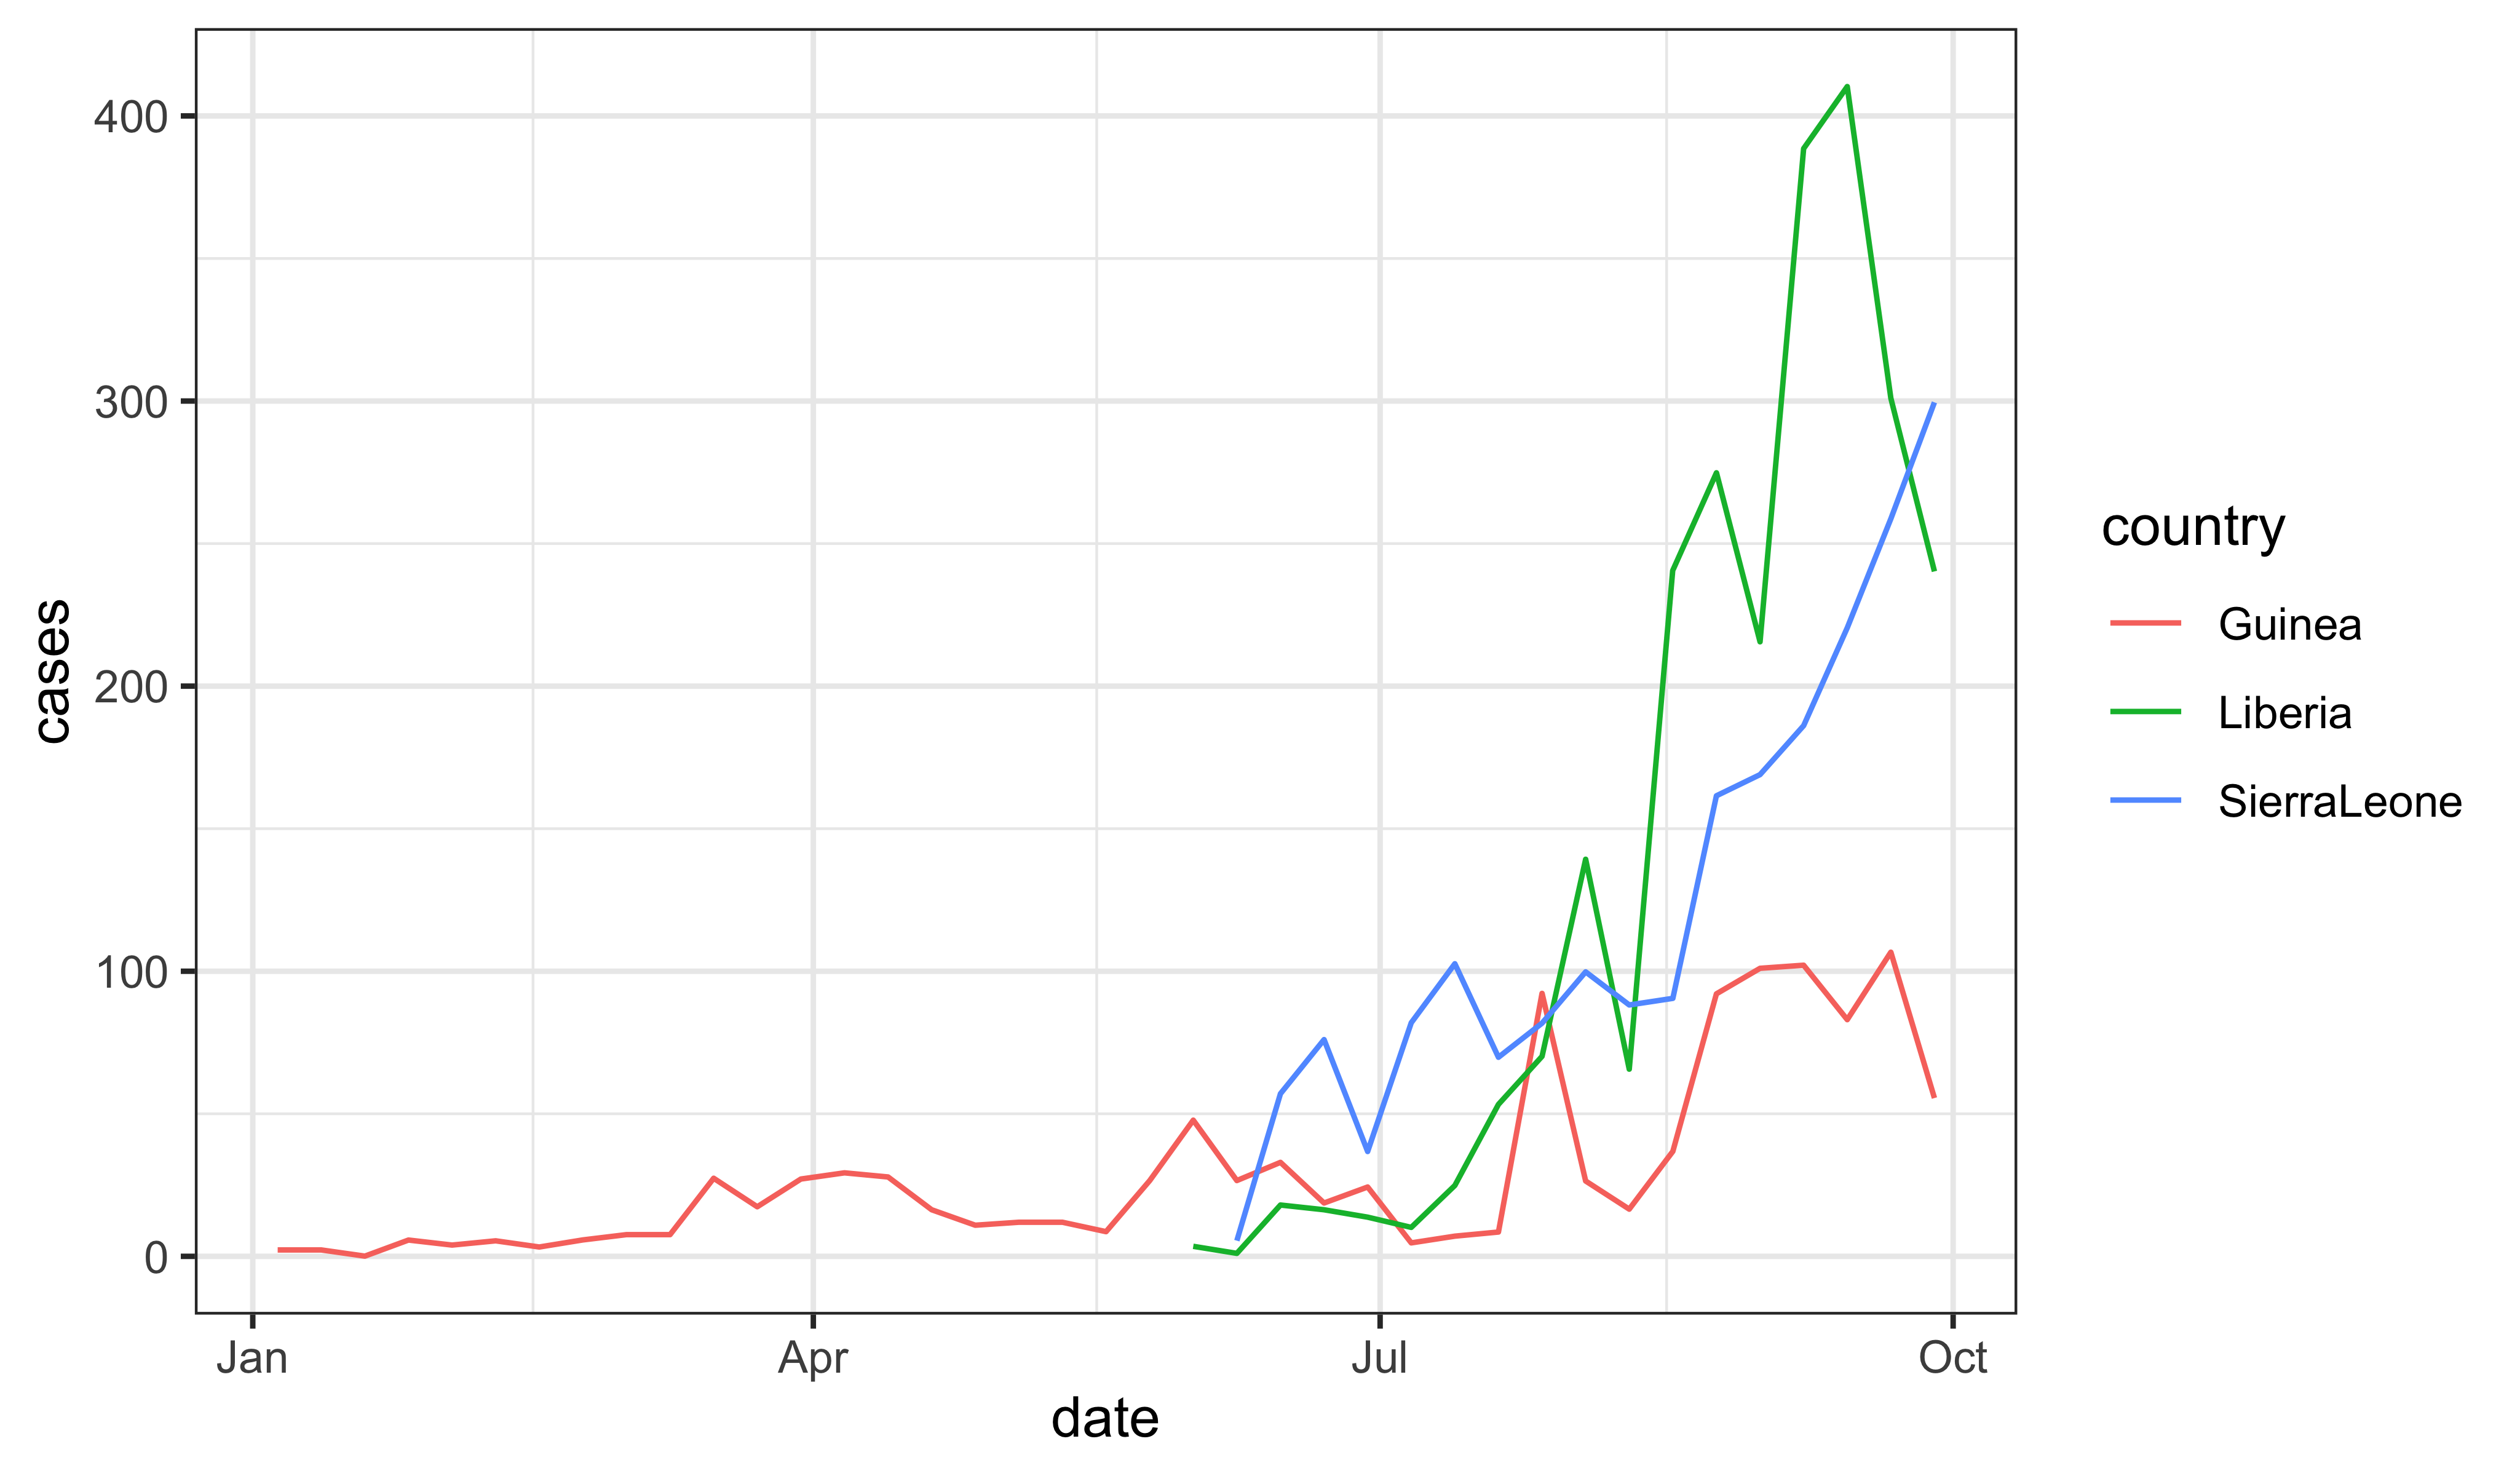 400
300
200
100
0
cases
Jan Apr Jul Oct
date
country
Guinea
Liberia
SierraLeone